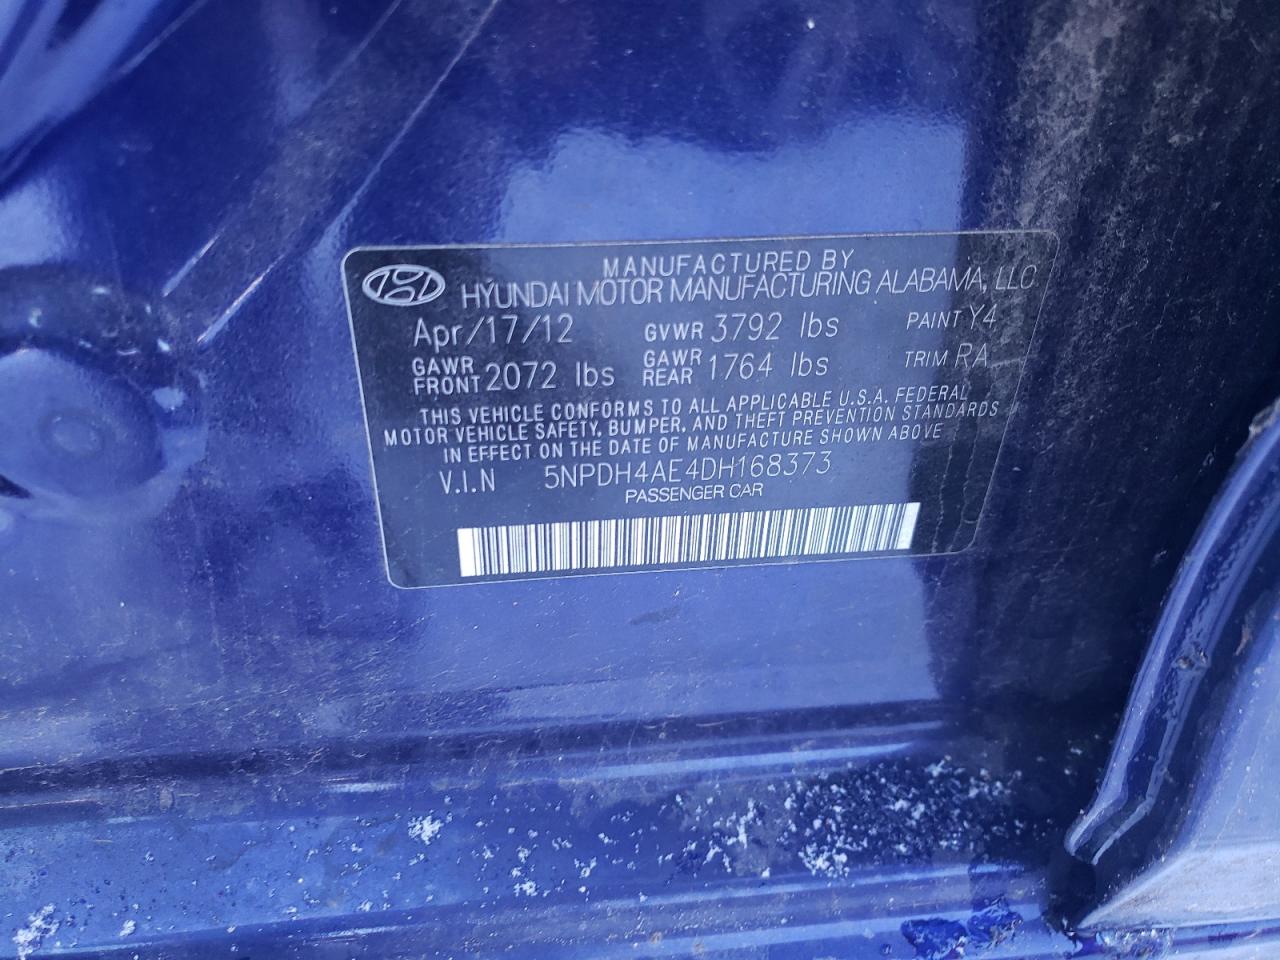 MANUFACTURED BY
HYUNDAI MOTOR MANUFACTURING ALABAMA, LLC
Apr/17/12 GVWR 3792 lbs PAINT Y4
GAWR FRONT 2072 lbs GAWR REAR 1764 lbs TRIM RA
THIS VEHICLE CONFORMS TO ALL APPLICABLE U.S.A. FEDERAL
MOTOR VEHICLE SAFETY, BUMPER, AND THEFT PREVENTION STANDARDS
IN EFFECT ON THE DATE OF MANUFACTURE SHOWN ABOVE
V.I.N 5NPDH4AE4DH168373
PASSENGER CAR